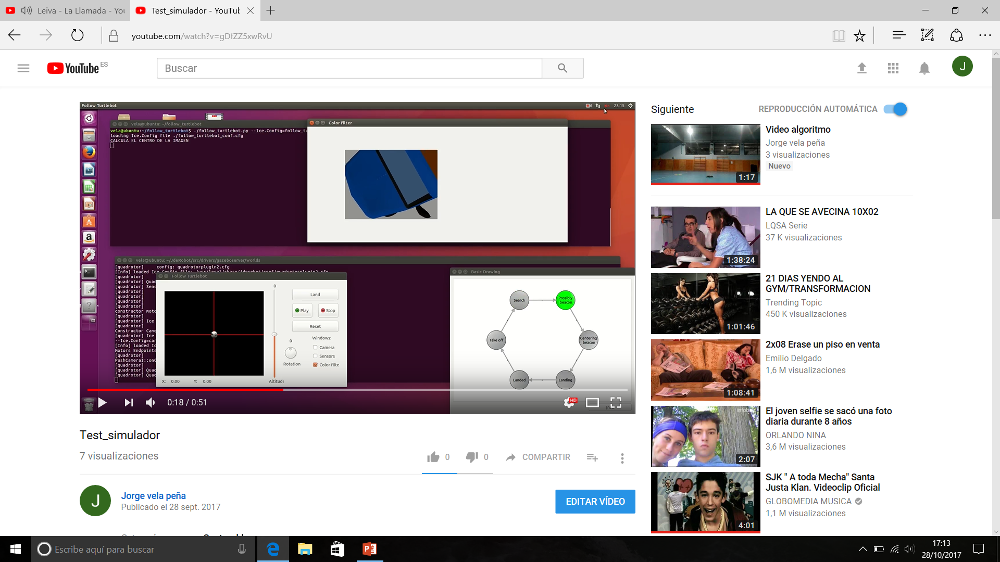 Leiva - La Llamada - You
Test_simulador - YouTub
youtube.com/watch?v=gDfZZ5xwRvU
YouTube ES
Buscar
J
Follow Turtlebot
23:15
vela@ubuntu: ~/follow_turtlebot
vela@ubuntu:~/follow_turtlebot$ ./follow_turtlebot.py --Ice.Config=follow_tu
loading Ice.Config file ./follow_turtlebot_conf.cfg
CALCULA EL CENTRO DE LA IMAGEN
Color filter
vela@ubuntu: ~/JdeRobot/src/drivers/gazeboserver/worlds
[quadrotor] config: quadrotorplugin2.cfg
[Info] loaded Ice.Config file: /usr/local/share/jderobot/conf/quadrotorplugin2.cfg
[quadrotor]
[quadrotor] Quad
[quadrotor] Sens
[quadrotor]
[quadrotor]
[quadrotor]
[quadrotor]
constructor moto
[quadrotor]
[quadrotor] Ice
[quadrotor]
Constructor Came
[quadrotor] Ice
--Ice.Config=car
[Info] loaded Ic
Motors Endpoints
[quadrotor]
PushCameraI::onC
[quadrotor]
[quadrotor] Quad
[quadrotor] Quad
Follow Turtlebot
0
Land
Play
Stop
Reset
Windows:
Camera
Sensors
Color filte
0
Rotation
X: 0.00 Y: 0.00
Altitude
Basic Drawing
Search
Possibly
beacon
Take off
Centering
beacon
Landed
Landing
0:18 / 0:51
HD
Test_simulador
7 visualizaciones
0
0
COMPARTIR
J
Jorge vela peña
Publicado el 28 sept. 2017
EDITAR VÍDEO
Siguiente
REPRODUCCIÓN AUTOMÁTICA
1:17
Video algoritmo
Jorge vela peña
3 visualizaciones
Nuevo
1:38:24
LA QUE SE AVECINA 10X02
LQSA Serie
37 K visualizaciones
1:01:46
21 DIAS YENDO AL
GYM/TRANSFORMACION
Trending Topic
450 K visualizaciones
1:08:41
2x08 Erase un piso en venta
Emilio Delgado
1,6 M visualizaciones
2:07
El joven selfie se sacó una foto
diaria durante 8 años
ORLANDO NINA
3,6 M visualizaciones
4:01
SJK " A toda Mecha" Santa
Justa Klan. Videoclip Oficial
GLOBOMEDIA MUSICA
1,1 M visualizaciones
Escribe aquí para buscar
17:13
28/10/2017